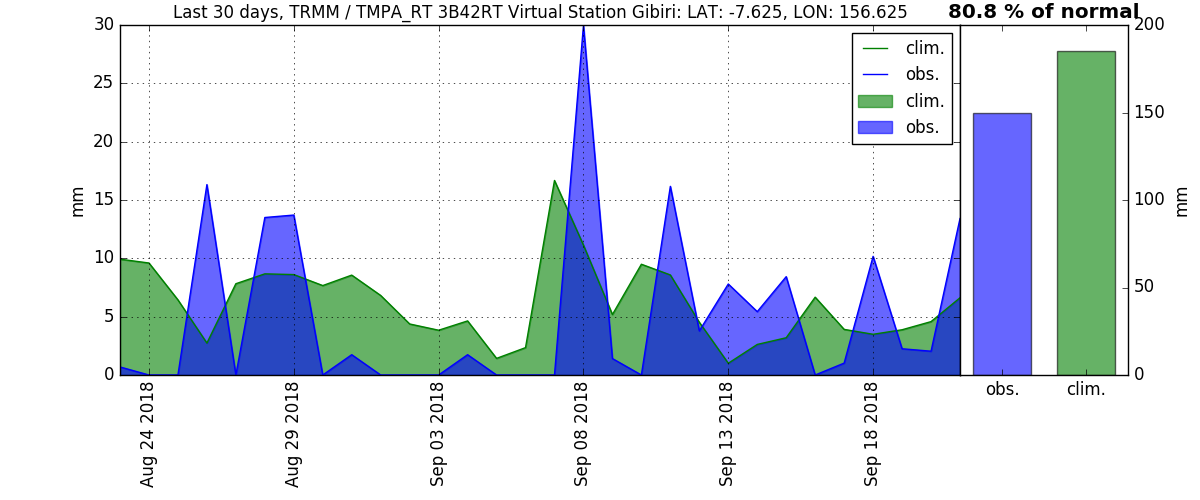 Last 30 days, TRMM / TMPA_RT 3B42RT Virtual Station Gibiri: LAT: -7.625, LON: 156.625
80.8 % of normal
30
25
20
15
10
5
0
mm
clim.
obs.
clim.
obs.
200
150
100
50
0
mm
obs.
clim.
Aug 24 2018
Aug 29 2018
Sep 03 2018
Sep 08 2018
Sep 13 2018
Sep 18 2018